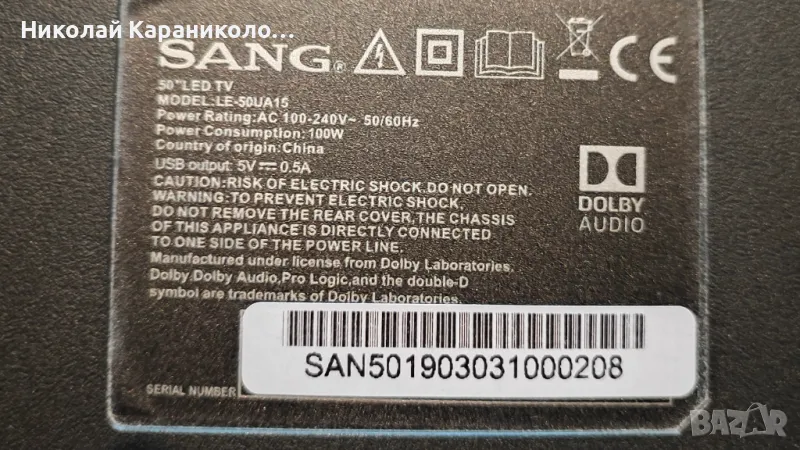 Николай Караниколов
SANG®
50"LED TV
MODEL:LE-50UA15
Power Rating:AC 100-240V~ 50/60Hz
Power Consumption:100W
Country of origin:China
USB output: 5V 0.5A
CAUTION:RISK OF ELECTRIC SHOCK.DO NOT OPEN.
WARNING:TO PREVENT ELECTRIC SHOCK,
DO NOT REMOVE THE REAR COVER,THE CHASSIS
OF THIS APPLIANCE IS DIRECTLY CONNECTED
TO ONE SIDE OF THE POWER LINE.
Manufactured under license from Dolby Laboratories.
Dolby,Dolby Audio,Pro Logic,and the double-D
symbol are trademarks of Dolby Laboratories.
CE
DOLBY
AUDIO
SERIAL NUMBER
SAN501903031000208
BAZAR